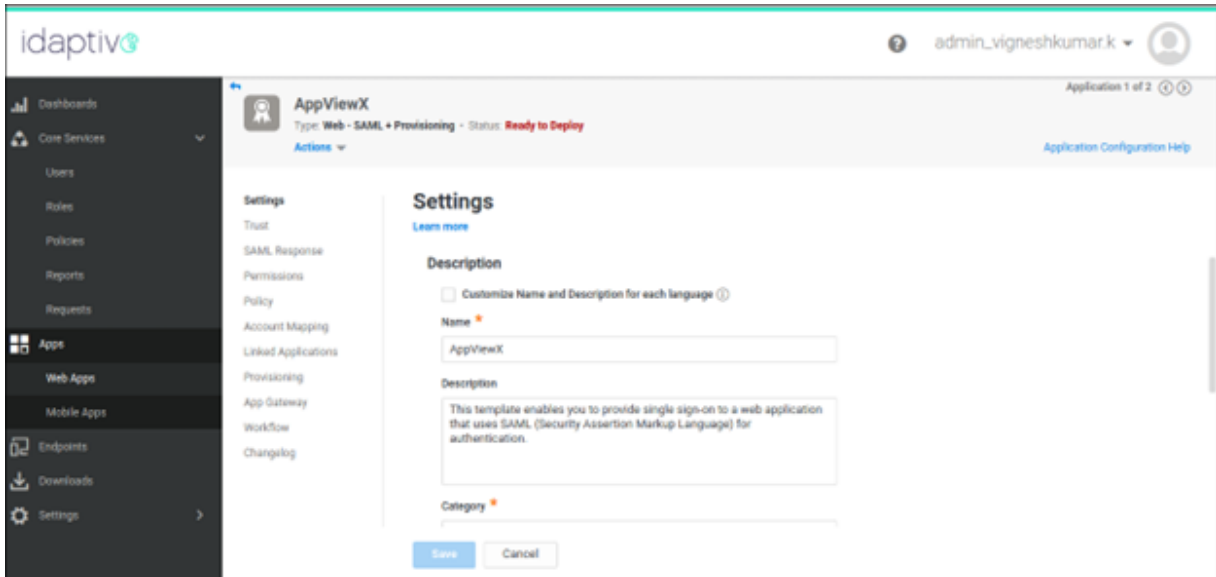 idaptive
admin_vigneshkumar.k
Dashboards
Core Services
Users
Roles
Policies
Reports
Requests
Apps
Web Apps
Mobile Apps
Endpoints
Downloads
Settings
AppViewX
Type: Web - SAML + Provisioning - Status: Ready to Deploy
Actions
Application 1 of 2
Application Configuration Help
Settings
Trust
SAML Response
Permissions
Policy
Account Mapping
Linked Applications
Provisioning
App Gateway
Workflow
Changelog
Settings
Learn more
Description
Customize Name and Description for each language
Name *
AppViewX
Description
This template enables you to provide single sign-on to a web application
that uses SAML (Security Assertion Markup Language) for
authentication.
Category *
Save
Cancel